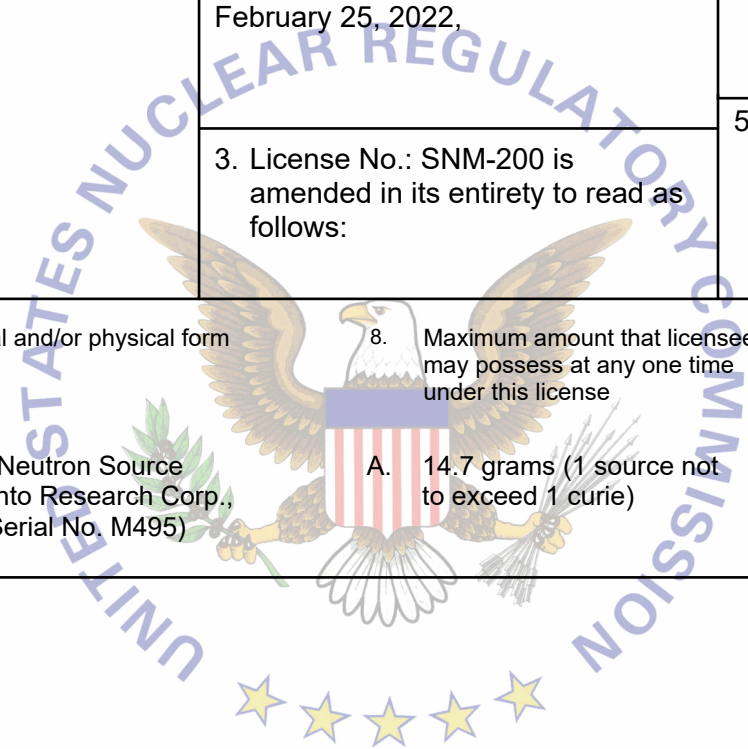 February 25, 2022,
5
3. License No.: SNM-200 is
amended in its entirety to read as
follows:
and/or physical form
8. Maximum amount that licensee
may possess at any one time
under this license
Neutron Source
Research Corp.,
Serial No. M495)
A. 14.7 grams (1 source not
to exceed 1 curie)
UNITED STATES NUCLEAR REGULATORY COMMISSION